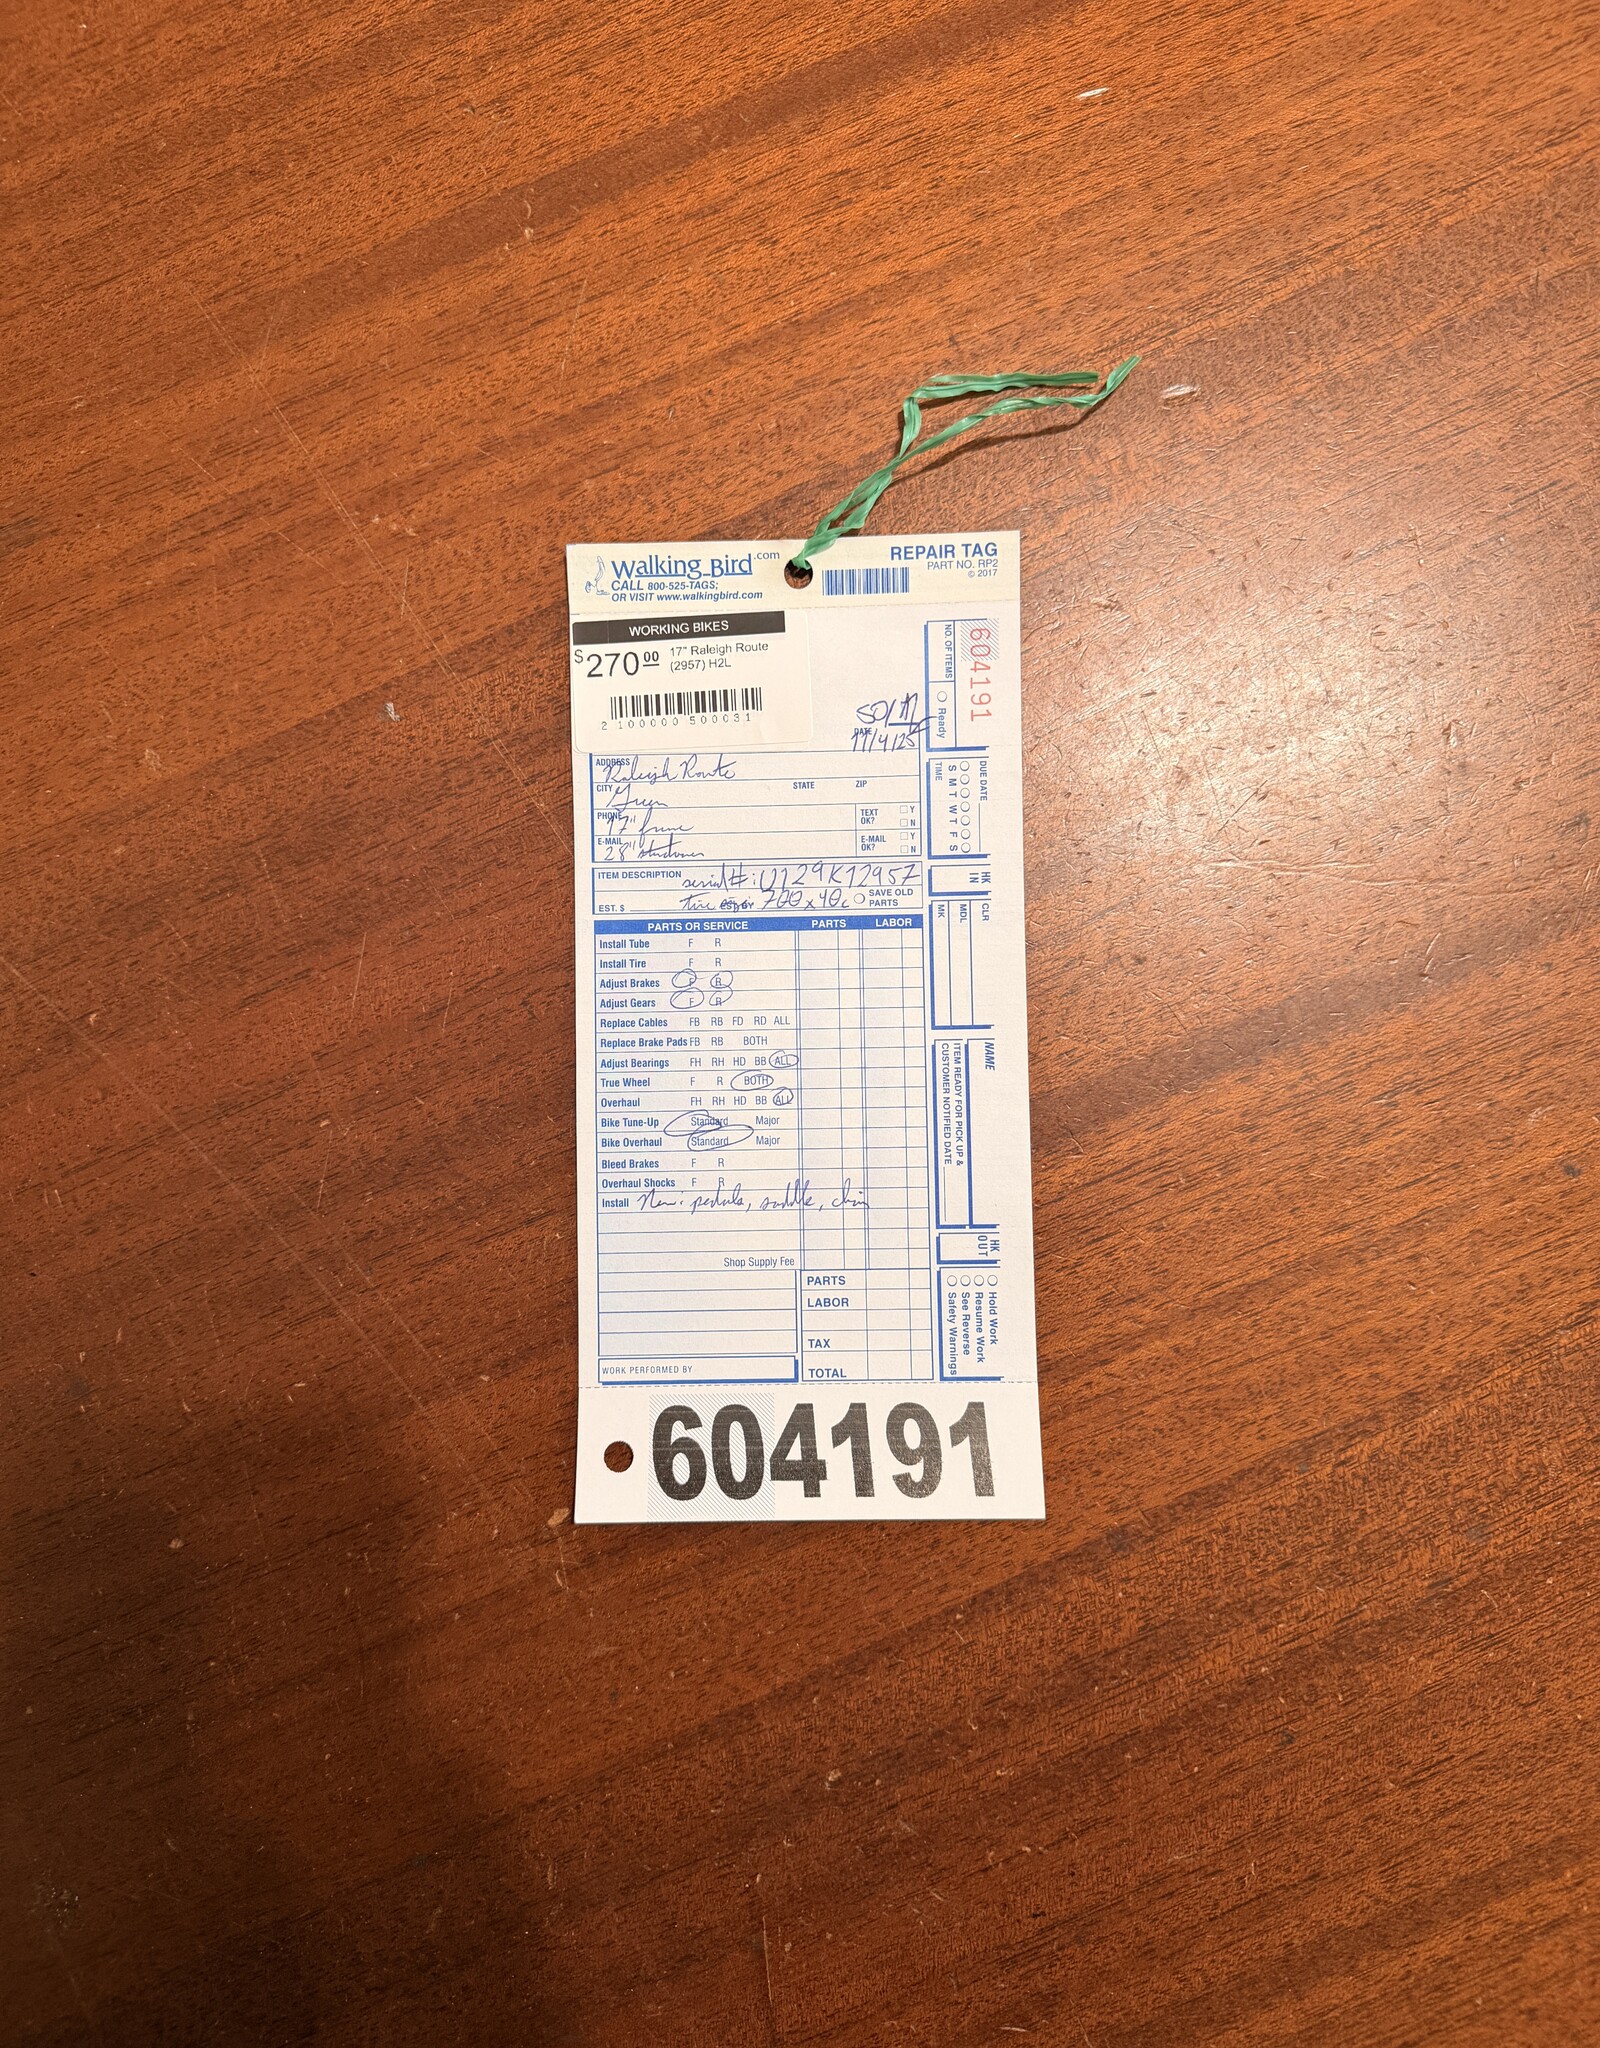 Walking Bird.com
CALL 800-525-TAGS;
OR VISIT www.walkingbird.com
REPAIR TAG
PART NO. RP2
© 2017
WORKING BIKES
$270.00 17" Raleigh Route
(2957) H2L
2 100000 500031
604191
NO. OF ITEMS
Ready
DATE
11/4/25
ADDRESS Raleigh Route
CITY Green STATE ZIP
PHONE 17" frame TEXT OK? Y N
E-MAIL 28" standover E-MAIL OK? Y N
ITEM DESCRIPTION serial #: U129K12957
EST. $ tire 700x40c SAVE OLD PARTS
DUE DATE
S M T W T F S
TIME
HK IN
CLR
MDL
MK
NAME
ITEM READY FOR PICK UP &
CUSTOMER NOTIFIED DATE
HK OUT
Hold Work
Resume Work
See Reverse
Safety Warnings
PARTS OR SERVICE PARTS LABOR
Install Tube F R
Install Tire F R
Adjust Brakes F R
Adjust Gears F R
Replace Cables FB RB FD RD ALL
Replace Brake Pads FB RB BOTH
Adjust Bearings FH RH HD BB ALL
True Wheel F R BOTH
Overhaul FH RH HD BB ALL
Bike Tune-Up Standard Major
Bike Overhaul Standard Major
Bleed Brakes F R
Overhaul Shocks F R
Install New: pedals, saddle, chain
Shop Supply Fee
PARTS
LABOR
TAX
TOTAL
WORK PERFORMED BY
604191